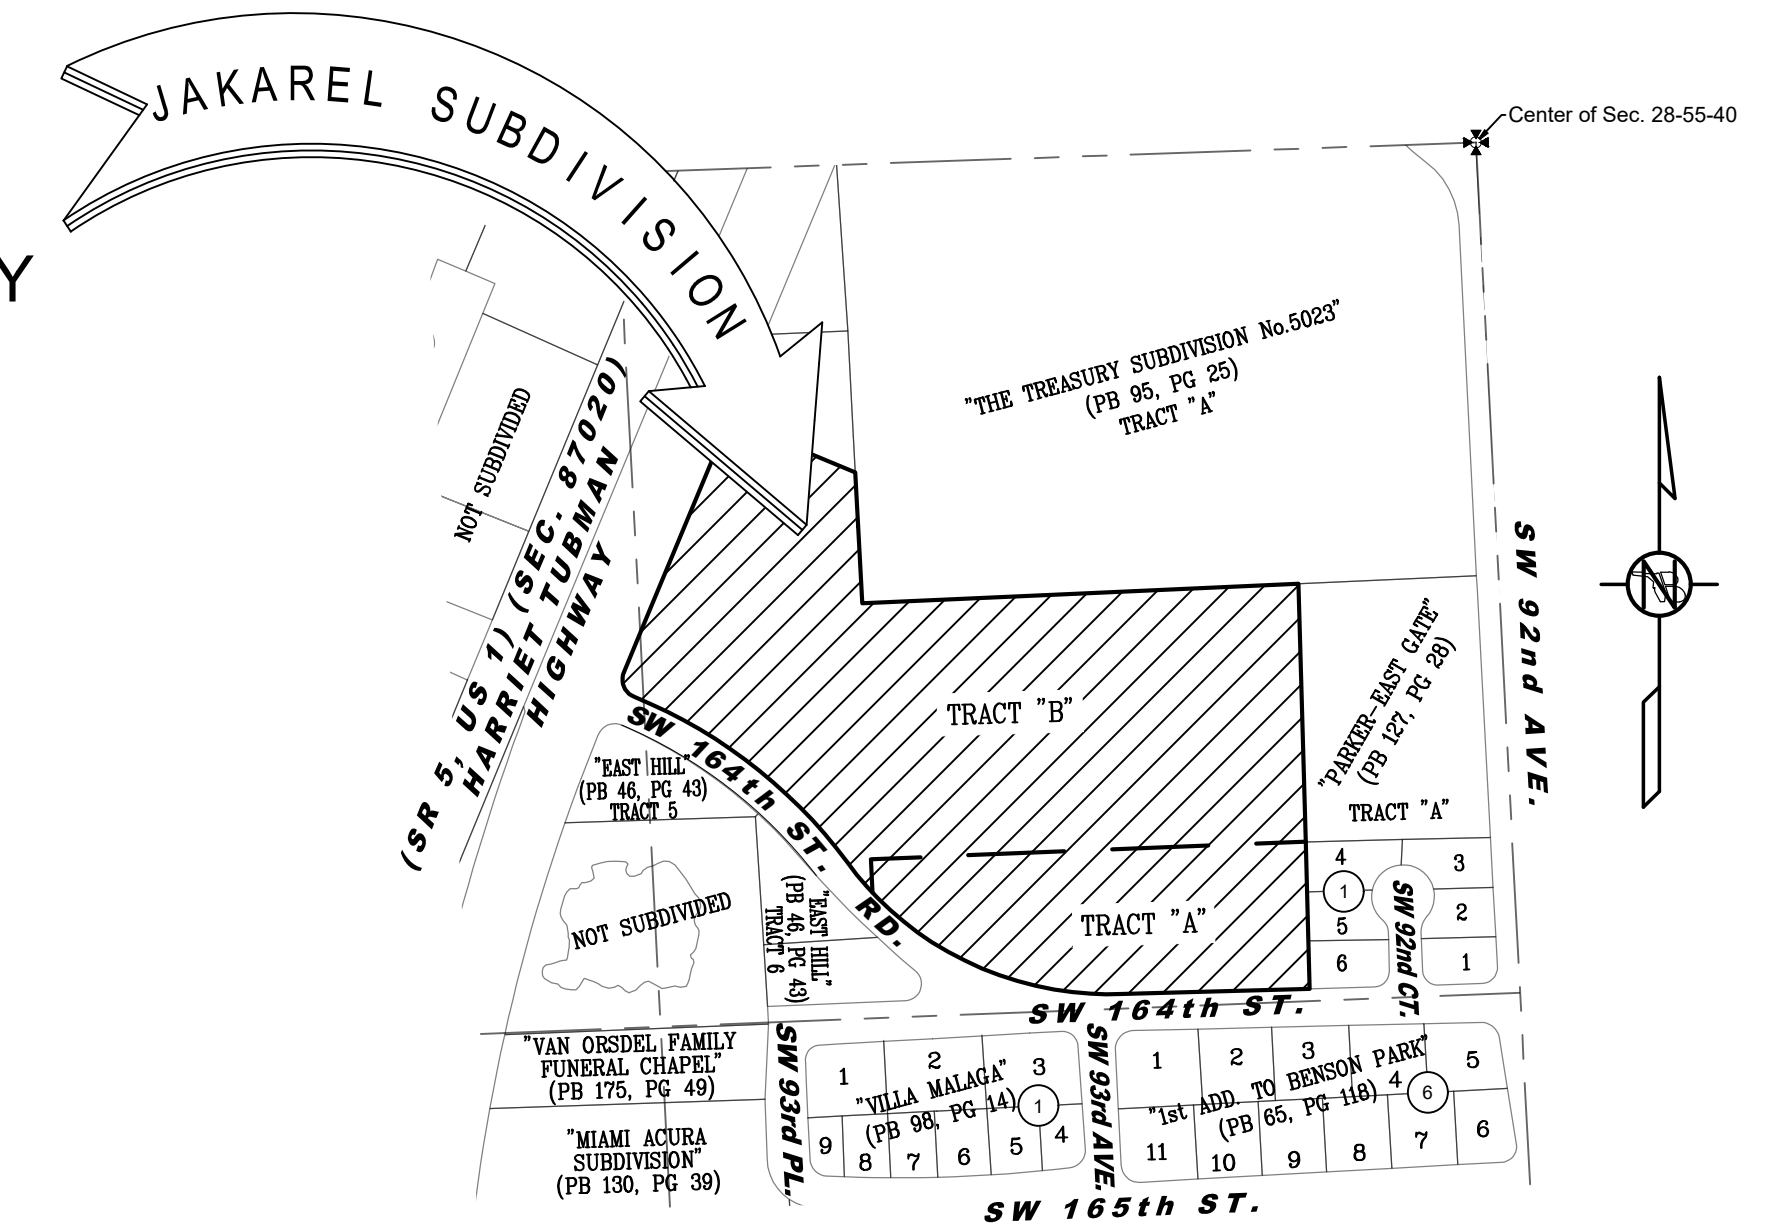 JAKAREL SUBDIVISION
Center of Sec. 28-55-40
Y
"THE TREASURY SUBDIVISION No.5023"
(PB 95, PG 25)
TRACT "A"
NOT SUBDIVIDED
(SR 5, US 1) (SEC. 87020)
HARRIET TUBMAN
HIGHWAY
SW 92nd AVE.
N
"PARKER-EAST GATE"
(PB 127, PG 28)
TRACT "A"
TRACT "B"
SW 164th ST. RD.
"EAST HILL"
(PB 46, PG 43)
TRACT 5
NOT SUBDIVIDED
"EAST HILL"
(PB 46, PG 43)
TRACT 6
TRACT "A"
4
3
1
5
2
6
1
SW 92nd CT.
SW 164th ST.
"VAN ORSDEL FAMILY
FUNERAL CHAPEL"
(PB 175, PG 49)
"MIAMI ACURA
SUBDIVISION"
(PB 130, PG 39)
SW 93rd PL.
1
2
3
"VILLA MALAGA"
(PB 98, PG 14)
1
9
8
7
6
5
4
SW 93rd AVE.
1
2
3
4
5
"1st ADD. TO BENSON PARK"
(PB 65, PG 118)
6
11
10
9
8
7
6
SW 165th ST.